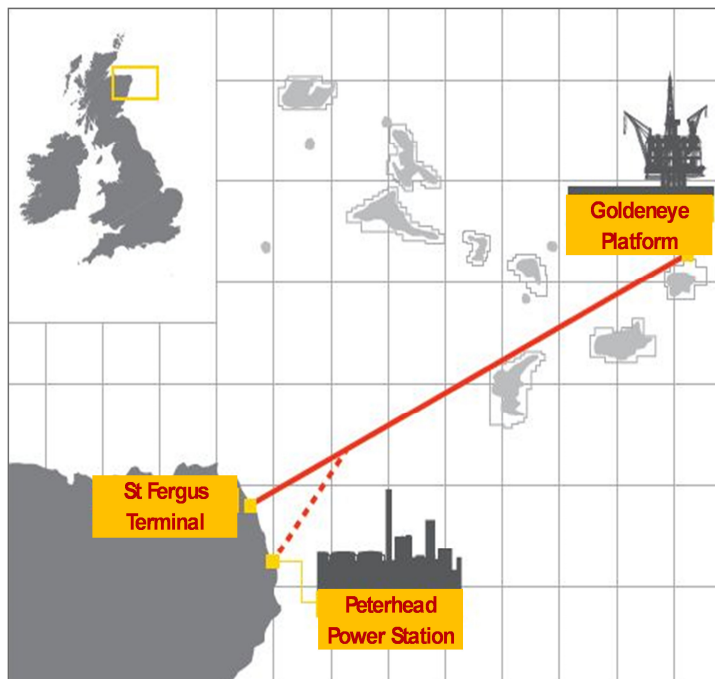 Goldeneye
Platform
St Fergus
Terminal
Peterhead
Power Station